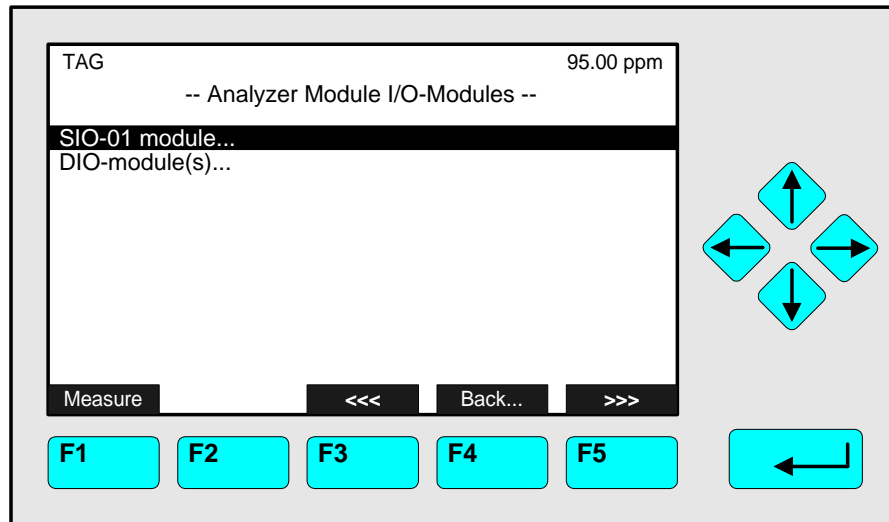 TAG 95.00 ppm
-- Analyzer Module I/O-Modules --
SIO-01 module...
DIO-module(s)...
Measure <<< Back... >>>
F1 F2 F3 F4 F5